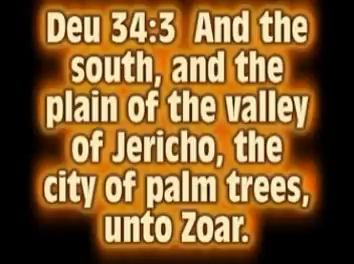 Deu 34:3  And the
south, and the
plain of the valley
of Jericho, the
city of palm trees,
unto Zoar.